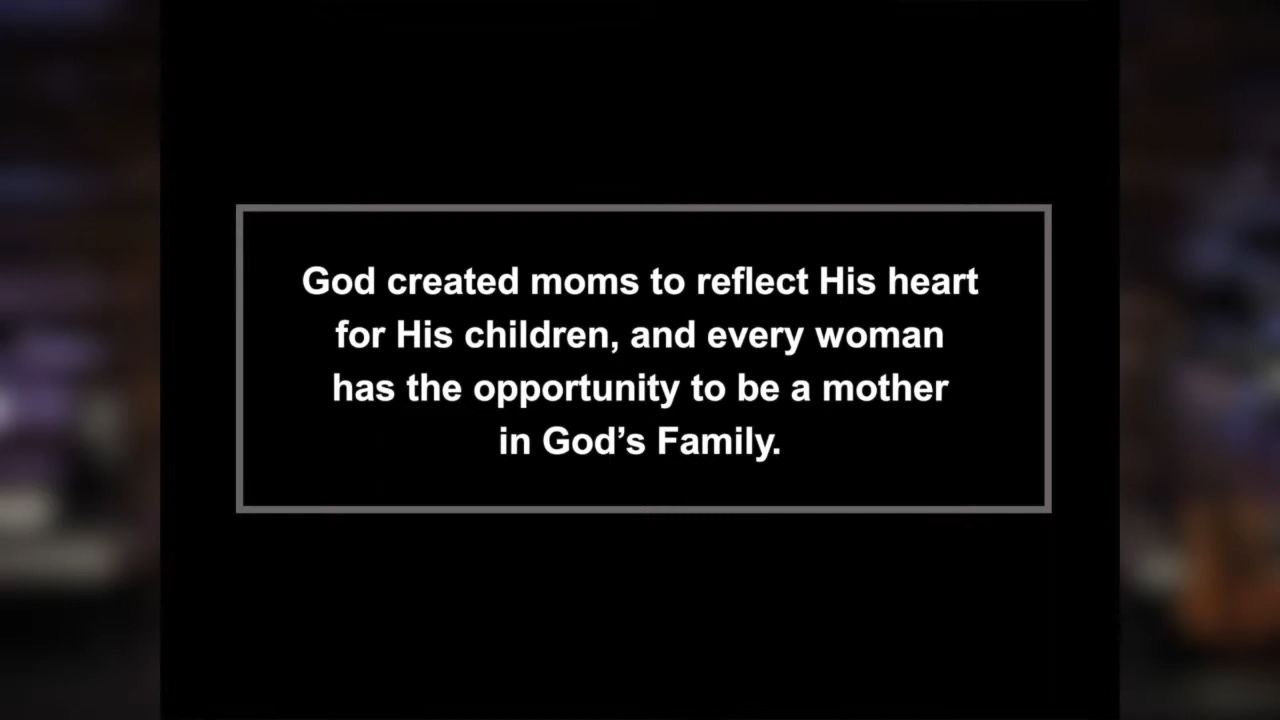 God created moms to reflect His heart
for His children, and every woman
has the opportunity to be a mother
in God’s Family.